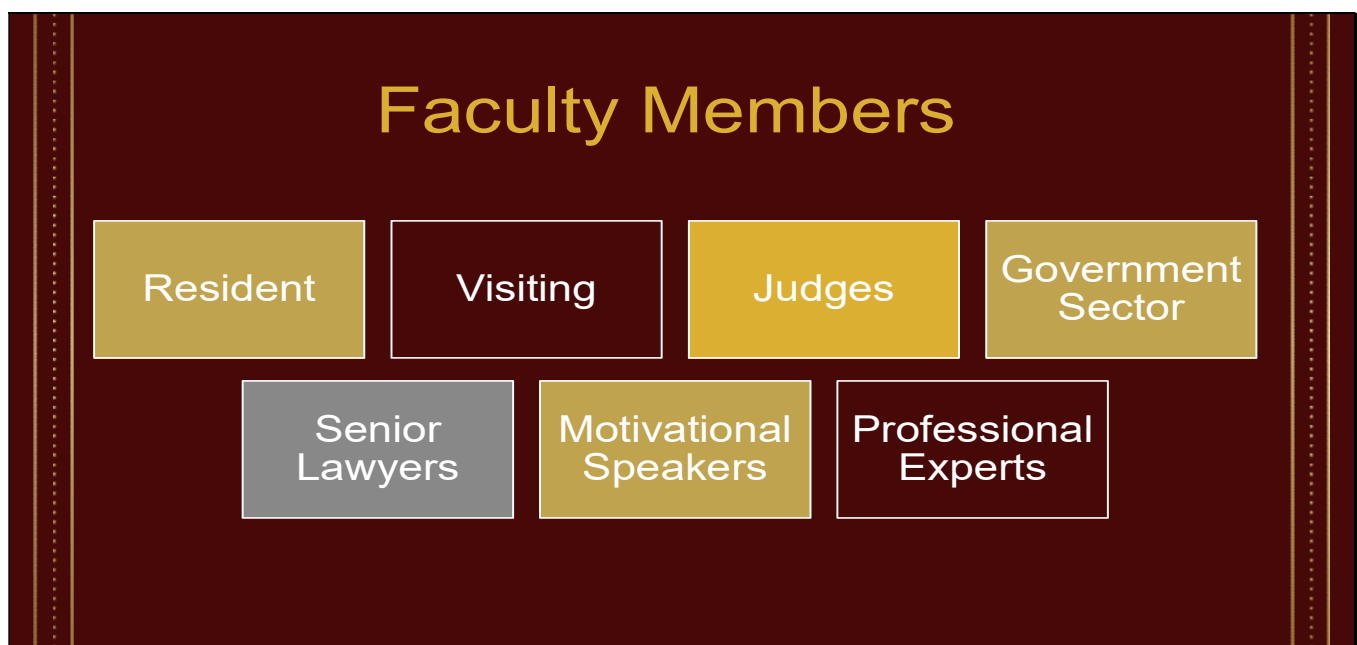 Faculty Members
Resident
Visiting
Judges
Government
Sector
Senior
Lawyers
Motivational
Speakers
Professional
Experts